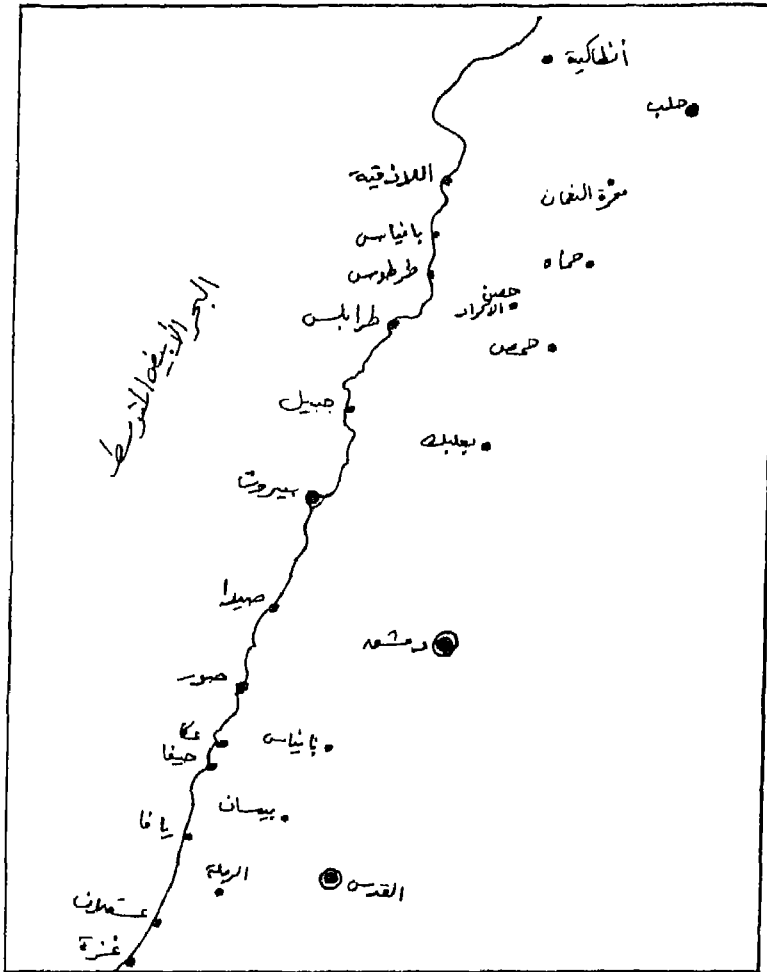 أنطاكية
حلب
اللاذقية
معرة النعمان
بانياس
حماه
طرطوس
حصن
الأكراد
طرابلس
حمص
البحر الأبيض المتوسط
جبيل
بعلبك
بيروت
صيدا
دمشق
صور
عكا
بانياس
حيفا
بيسان
يافا
الرملة
القدس
عسقلان
غزة